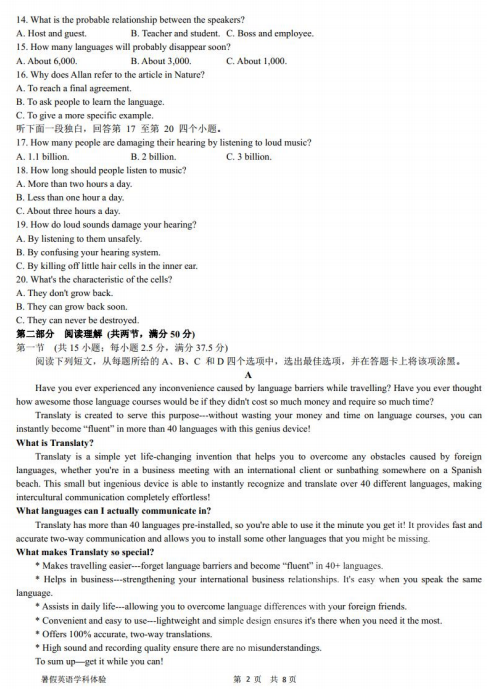 14. What is the probable relationship between the speakers?
A. Host and guest. B. Teacher and student. C. Boss and employee.
15. How many languages will probably disappear soon?
A. About 6,000. B. About 3,000. C. About 1,000.
16. Why does Allan refer to the article in Nature?
A. To reach a final agreement.
B. To ask people to learn the language.
C. To give a more specific example.
听下面一段独白，回答第 17 至第 20 四个小题。
17. How many people are damaging their hearing by listening to loud music?
A. 1.1 billion. B. 2 billion. C. 3 billion.
18. How long should people listen to music?
A. More than two hours a day.
B. Less than one hour a day.
C. About three hours a day.
19. How do loud sounds damage your hearing?
A. By listening to them unsafely.
B. By confusing your hearing system.
C. By killing off little hair cells in the inner ear.
20. What's the characteristic of the cells?
A. They don't grow back.
B. They can grow back soon.
C. They can never be destroyed.
第二部分 阅读理解 (共两节，满分 50 分)
第一节 (共 15 小题；每小题 2.5 分，满分 37.5 分)
阅读下列短文，从每题所给的 A、B、C 和 D 四个选项中，选出最佳选项，并在答题卡上将该项涂黑。
A
Have you ever experienced any inconvenience caused by language barriers while travelling? Have you ever thought
how awesome those language courses would be if they didn't cost so much money and require so much time?
Translaty is created to serve this purpose---without wasting your money and time on language courses, you can
instantly become “fluent” in more than 40 languages with this genius device!
What is Translaty?
Translaty is a simple yet life-changing invention that helps you to overcome any obstacles caused by foreign
languages, whether you're in a business meeting with an international client or sunbathing somewhere on a Spanish
beach. This small but ingenious device is able to instantly recognize and translate over 40 different languages, making
intercultural communication completely effortless!
What languages can I actually communicate in?
Translaty has more than 40 languages pre-installed, so you're able to use it the minute you get it! It provides fast and
accurate two-way communication and allows you to install some other languages that you might be missing.
What makes Translaty so special?
* Makes travelling easier---forget language barriers and become “fluent” in 40+ languages.
* Helps in business---strengthening your international business relationships. It's easy when you speak the same
language.
* Assists in daily life---allowing you to overcome language differences with your foreign friends.
* Convenient and easy to use---lightweight and simple design ensures it's there when you need it the most.
* Offers 100% accurate, two-way translations.
* High sound and recording quality ensure there are no misunderstandings.
To sum up—get it while you can!
暑假英语学科体验 第 2 页 共 8 页